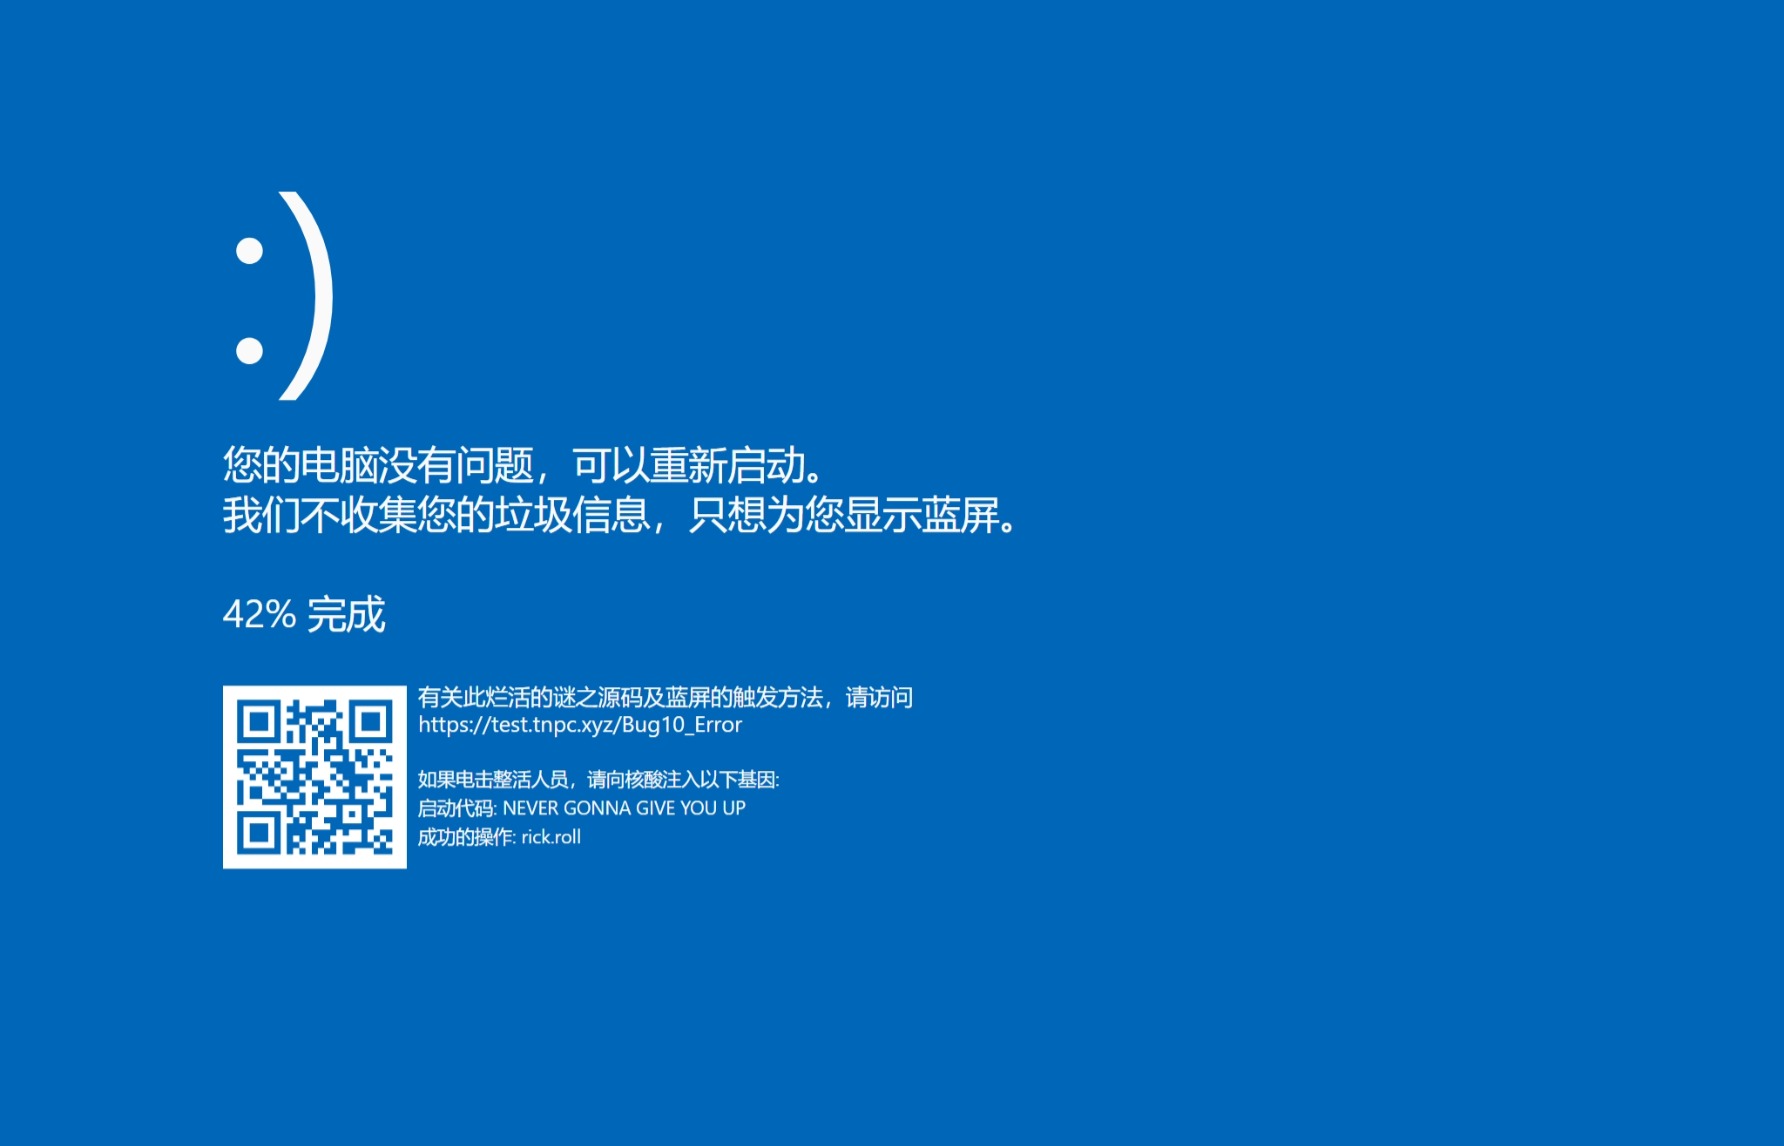 :)
您的电脑没有问题，可以重新启动。
我们不收集您的垃圾信息，只想为您显示蓝屏。
42% 完成
有关此烂活的谜之源码及蓝屏的触发方法，请访问
https://test.tnpc.xyz/Bug10_Error
如果电击整活人员，请向核酸注入以下基因:
启动代码: NEVER GONNA GIVE YOU UP
成功的操作: rick.roll